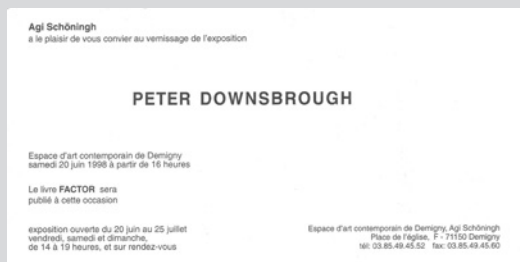 Agi Schöningh
a le plaisir de vous convier au vernissage de l'exposition
PETER DOWNSBROUGH
Espace d'art contemporain de Demigny
samedi 20 juin 1998 à partir de 16 heures
Le livre FACTOR sera
publié à cette occasion
exposition ouverte du 20 juin au 25 juillet
vendredi, samedi et dimanche,
de 14 à 19 heures, et sur rendez-vous
Espace d'art contemporain de Demigny, Agi Schöningh
Place de l'église, F - 71150 Demigny
tél: 03.85.49.45.52 fax: 03.85.49.45.60